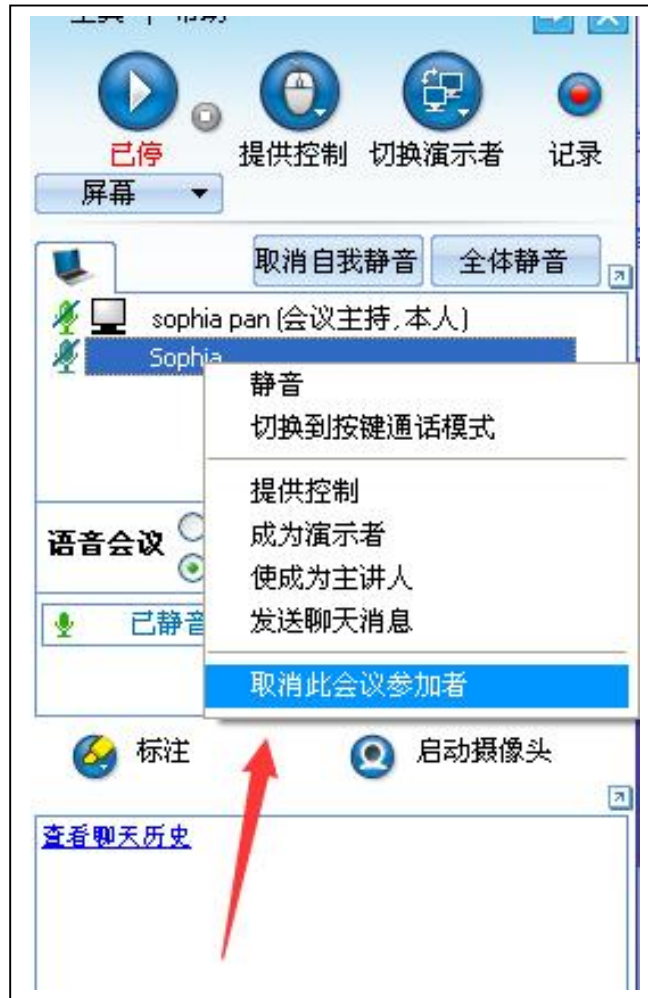 工具 | 帮助
已停 提供控制 切换演示者 记录
屏幕
取消自我静音 全体静音
sophia pan (会议主持,本人)
Sophia
静音
切换到按键通话模式
提供控制
成为演示者
使成为主讲人
发送聊天消息
取消此会议参加者
语音会议
已静音
标注 启动摄像头
查看聊天历史